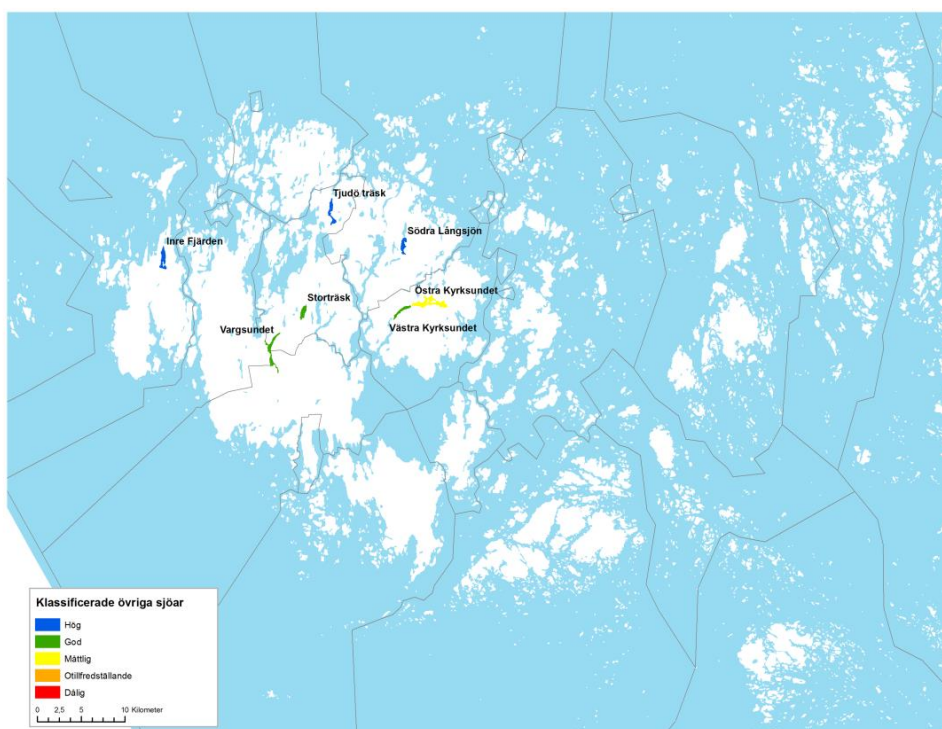 Tjudö träsk
Södra Långsjön
Inre Fjärden
Östra Kyrksundet
Storträsk
Vargsundet
Västra Kyrksundet
Klassificerade övriga sjöar
Hög
God
Måttlig
Otillfredställande
Dålig
0 2,5 5 10 Kilometer